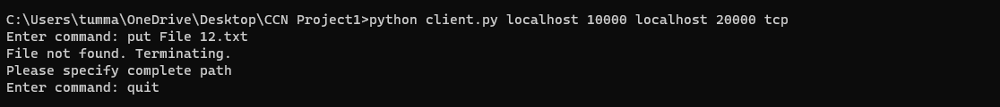 C:\Users\tumma\OneDrive\Desktop\CCN Project1>python client.py localhost 10000 localhost 20000 tcp
Enter command: put File 12.txt
File not found. Terminating.
Please specify complete path
Enter command: quit